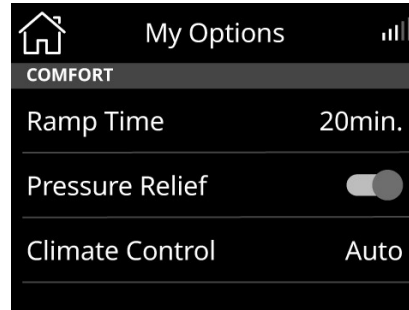 My Options
COMFORT
Ramp Time 20min.
Pressure Relief
Climate Control Auto